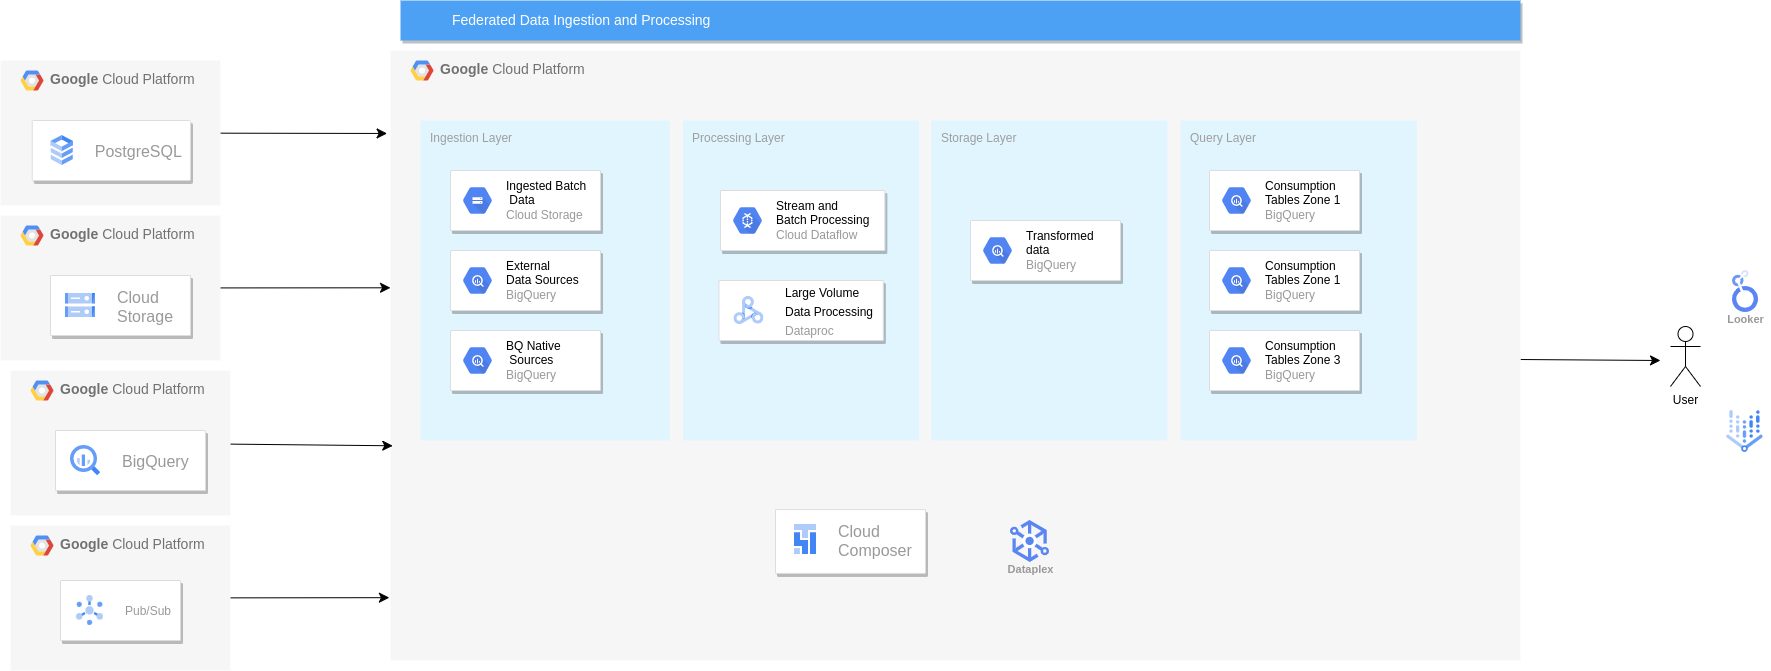 Federated Data Ingestion and Processing
Google Cloud Platform
PostgreSQL
Google Cloud Platform
Cloud
Storage
Google Cloud Platform
BigQuery
Google Cloud Platform
Pub/Sub
Google Cloud Platform
Ingestion Layer
Ingested Batch
Data
Cloud Storage
External
Data Sources
BigQuery
BQ Native
Sources
BigQuery
Processing Layer
Stream and
Batch Processing
Cloud Dataflow
Large Volume
Data Processing
Dataproc
Storage Layer
Transformed
data
BigQuery
Query Layer
Consumption
Tables Zone 1
BigQuery
Consumption
Tables Zone 1
BigQuery
Consumption
Tables Zone 3
BigQuery
Cloud
Composer
Dataplex
Looker
User